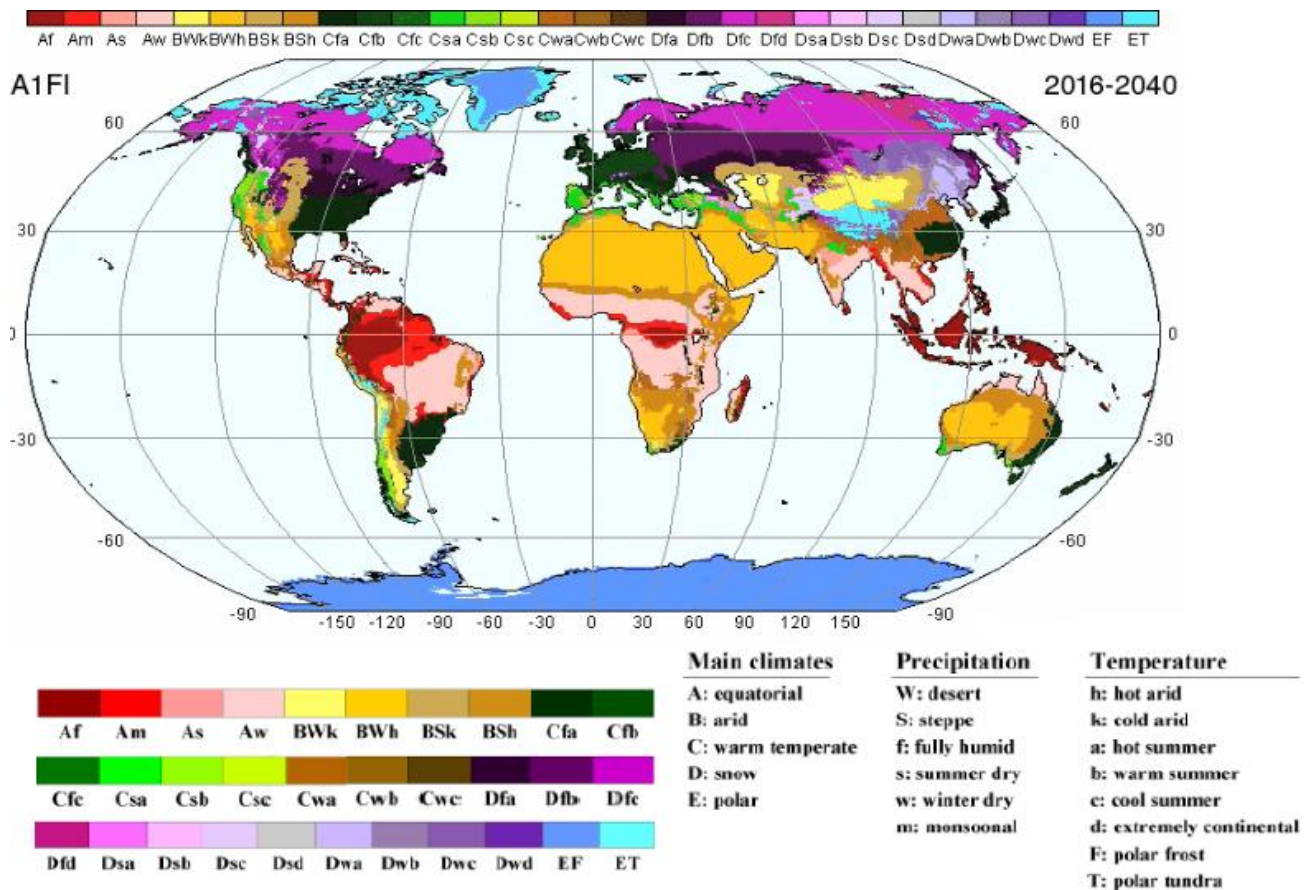 Af Am As Aw BWk BWh BSk BSh Cfa Cfb Cfc Csa Csb Csc Cwa Cwb Cwc Dfa Dfb Dfc Dfd Dsa Dsb Dsc Dsd Dwa Dwb Dwc Dwd EF ET
A1FI 2016-2040
60 60
30 30
0 0
-30 -30
-60 -60
-90 -90
-150 -120 -90 -60 -30 0 30 60 90 120 150
Af Am As Aw BWk BWh BSk BSh Cfa Cfb
Cfc Csa Csb Csc Cwa Cwb Cwc Dfa Dfb Dfc
Dfd Dsa Dsb Dsc Dsd Dwa Dwb Dwc Dwd EF ET
Main climates
A: equatorial
B: arid
C: warm temperate
D: snow
E: polar
Precipitation
W: desert
S: steppe
f: fully humid
s: summer dry
w: winter dry
m: monsoonal
Temperature
h: hot arid
k: cold arid
a: hot summer
b: warm summer
c: cool summer
d: extremely continental
F: polar frost
T: polar tundra